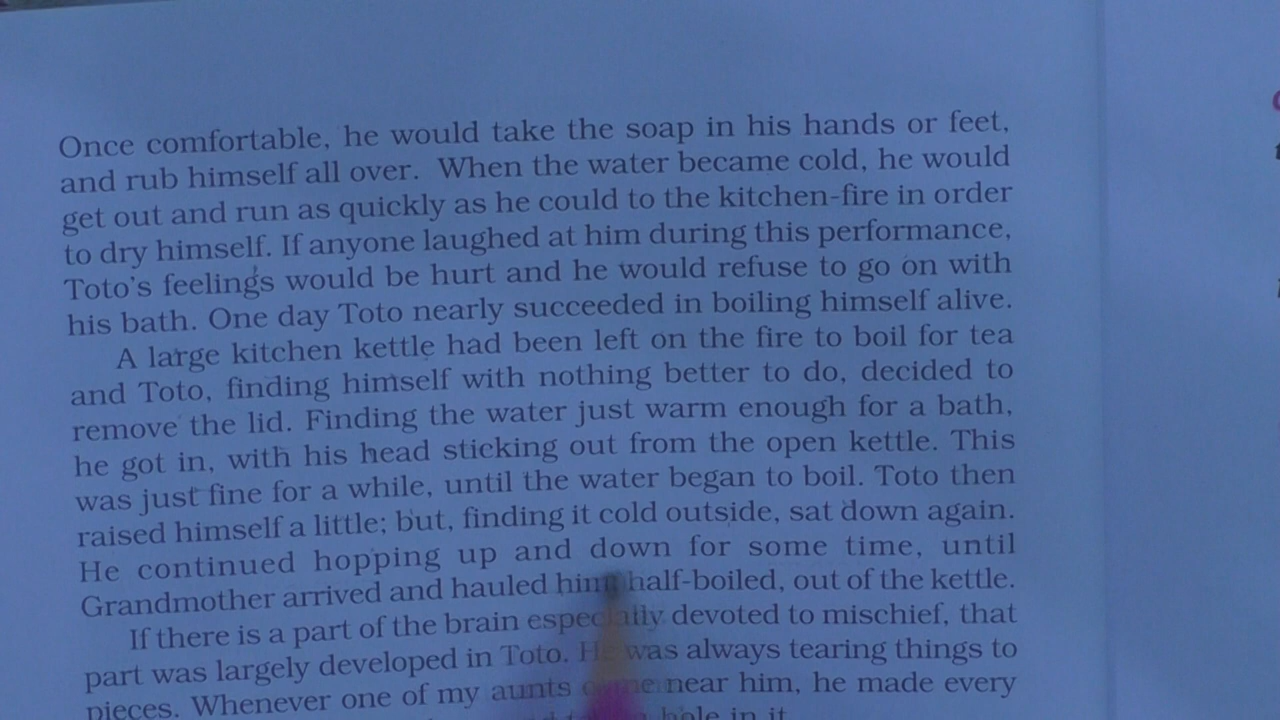 Once comfortable, he would take the soap in his hands or feet,
and rub himself all over. When the water became cold, he would
get out and run as quickly as he could to the kitchen-fire in order
to dry himself. If anyone laughed at him during this performance,
Toto's feelings would be hurt and he would refuse to go on with
his bath. One day Toto nearly succeeded in boiling himself alive.
A large kitchen kettle had been left on the fire to boil for tea
and Toto, finding himself with nothing better to do, decided to
remove the lid. Finding the water just warm enough for a bath,
he got in, with his head sticking out from the open kettle. This
was just fine for a while, until the water began to boil. Toto then
raised himself a little; but, finding it cold outside, sat down again.
He continued hopping up and down for some time, until
Grandmother arrived and hauled him half-boiled, out of the kettle.
If there is a part of the brain especially devoted to mischief, that
part was largely developed in Toto. He was always tearing things to
pieces. Whenever one of my aunts came near him, he made every
hole in it